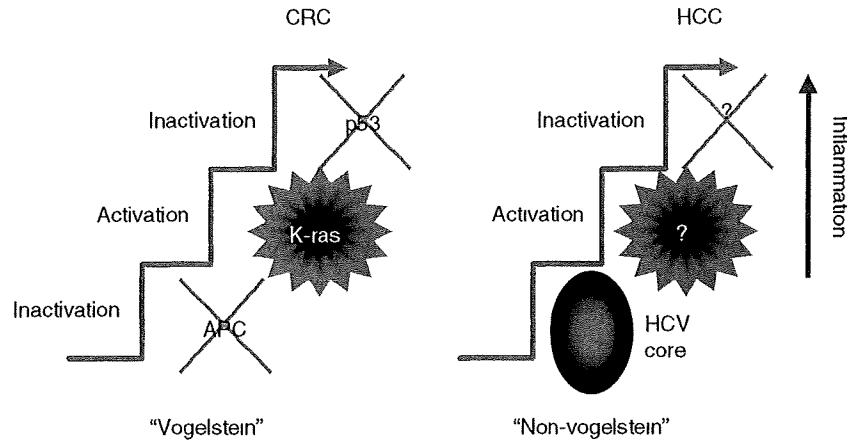 CRC
Inactivation
p53
Activation
K-ras
Inactivation
APC
"Vogelstein"
HCC
Inactivation
?
Activation
?
HCV
core
"Non-vogelstein"
Inflammation